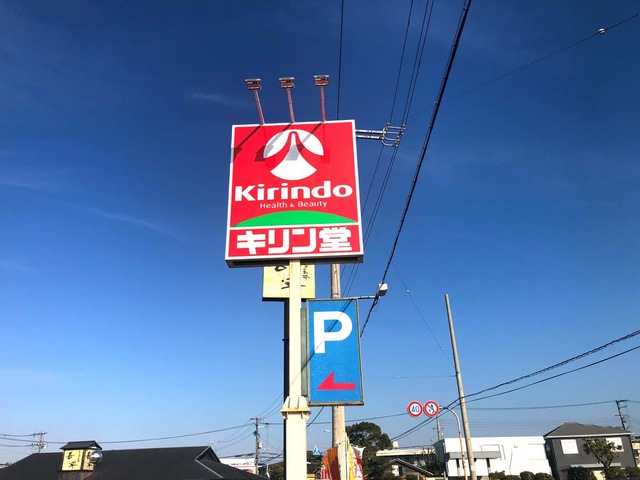 Kirindo
Health & Beauty
キリン堂
P
40